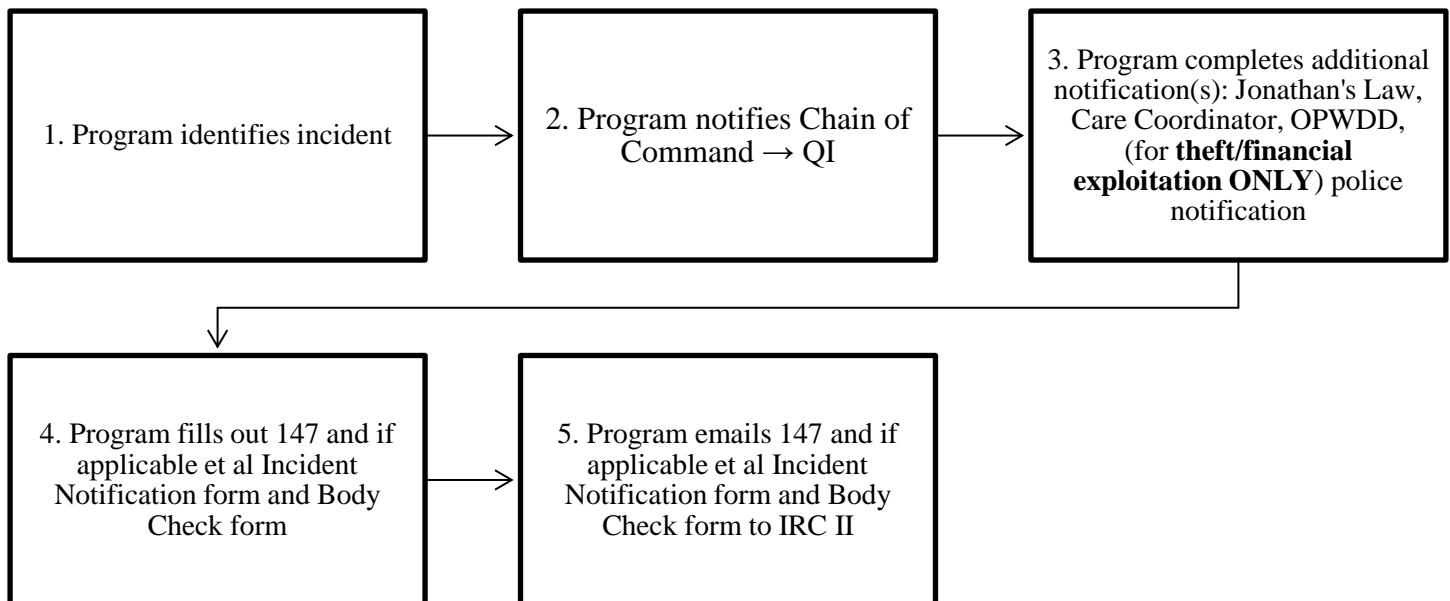 1. Program identifies incident
2. Program notifies Chain of
Command → QI
3. Program completes additional
notification(s): Jonathan's Law,
Care Coordinator, OPWDD,
(for theft/financial
exploitation ONLY) police
notification
4. Program fills out 147 and if
applicable et al Incident
Notification form and Body
Check form
5. Program emails 147 and if
applicable et al Incident
Notification form and Body
Check form to IRC II